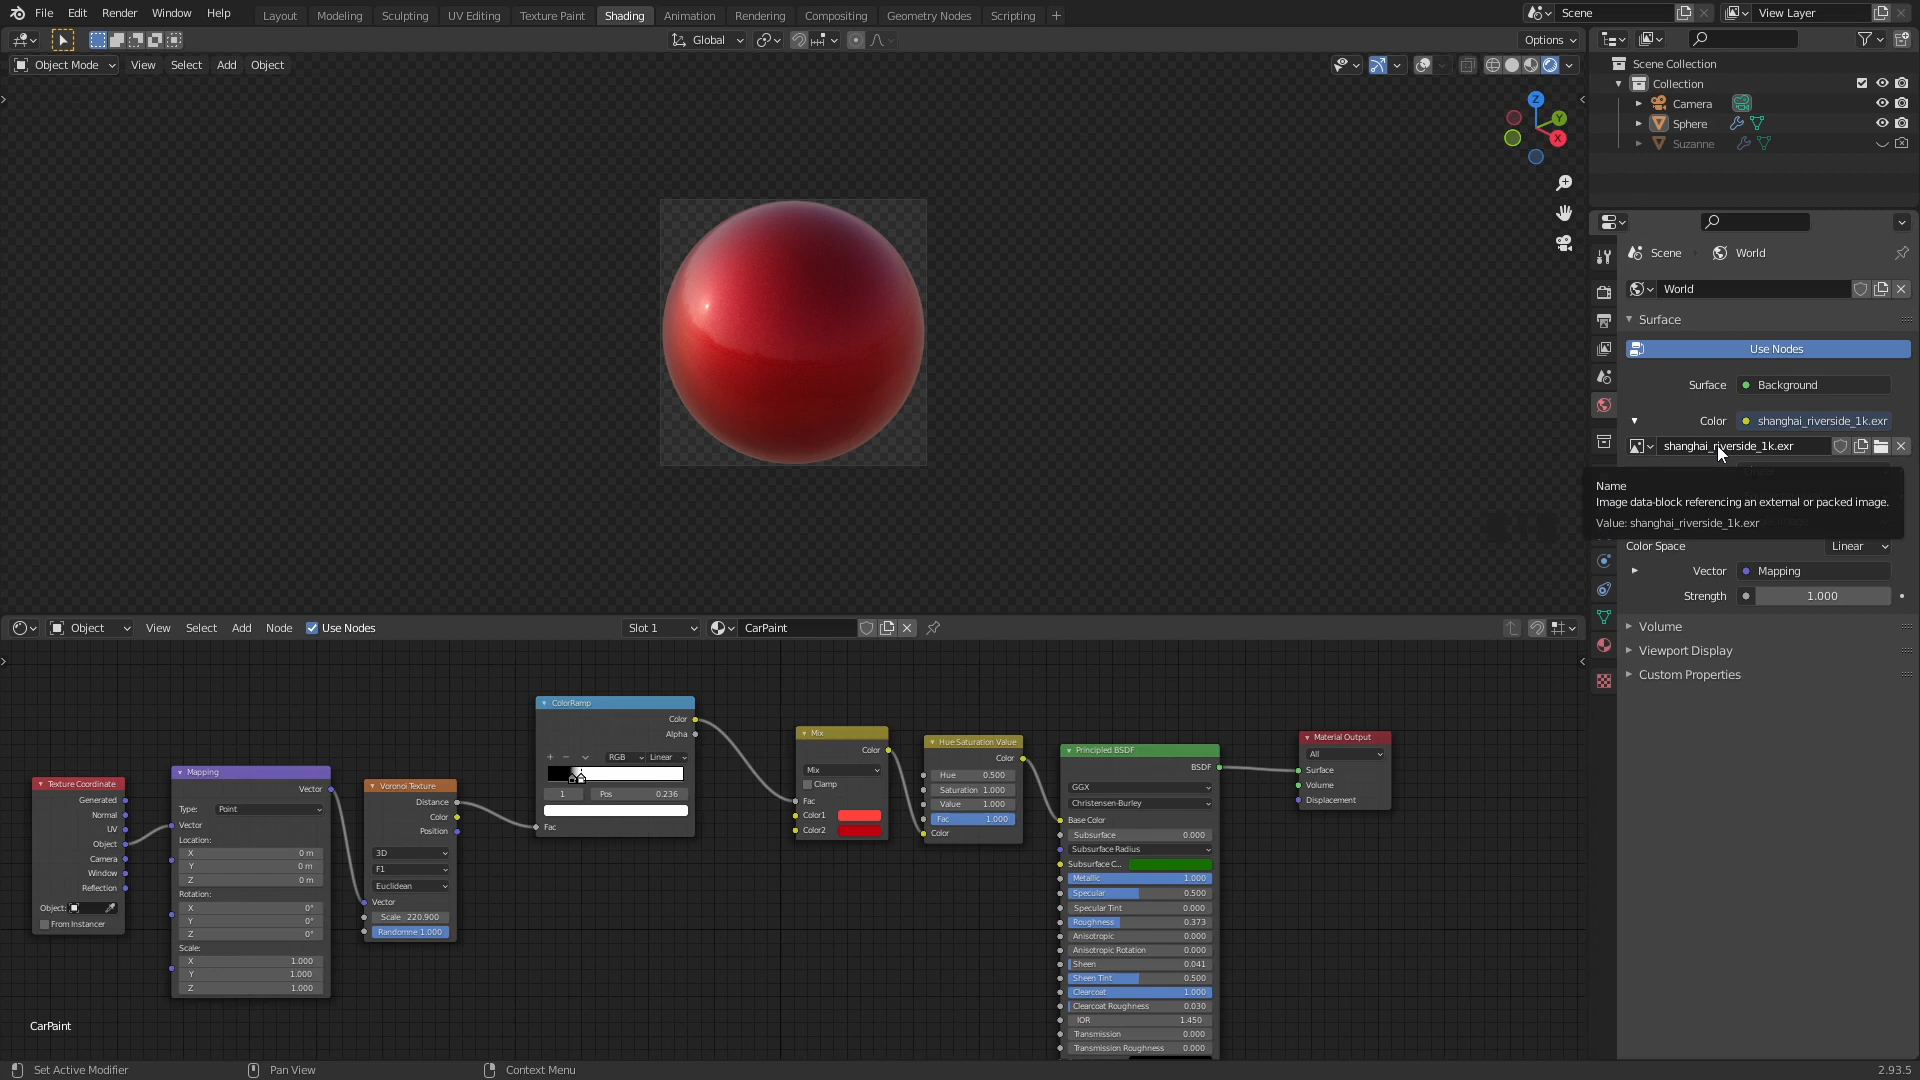 File Edit Render Window Help Layout Modeling Sculpting UV Editing Texture Paint Shading Animation Rendering Compositing Geometry Nodes Scripting + Scene View Layer
Global Options
Object Mode View Select Add Object
Scene Collection
Collection
Camera
Sphere
Suzanne
Z
Y
X
Scene World
World
Surface
Use Nodes
Surface Background
Color shanghai_riverside_1k.exr
shanghai_riverside_1k.exr
Name
Image data-block referencing an external or packed image.
Value: shanghai_riverside_1k.exr
Color Space Linear
Vector Mapping
Strength 1.000
Volume
Viewport Display
Custom Properties
Object View Select Add Node Use Nodes Slot 1 CarPaint
Texture Coordinate
Generated
Normal
UV
Object
Camera
Window
Reflection
Object:
From Instancer
Mapping
Vector
Type: Point
Vector
Location:
X 0 m
Y 0 m
Z 0 m
Rotation:
X 0°
Y 0°
Z 0°
Scale:
X 1.000
Y 1.000
Z 1.000
Voronoi Texture
Distance
Color
Position
3D
F1
Euclidean
Vector
Scale 220.900
Randomne 1.000
ColorRamp
Color
Alpha
+ − RGB Linear
1 Pos 0.236
Fac
Mix
Color
Mix
Clamp
Fac
Color1
Color2
Hue Saturation Value
Color
Hue 0.500
Saturation 1.000
Value 1.000
Fac 1.000
Color
Principled BSDF
BSDF
GGX
Christensen-Burley
Base Color
Subsurface 0.000
Subsurface Radius
Subsurface C...
Metallic 1.000
Specular 0.500
Specular Tint 0.000
Roughness 0.373
Anisotropic 0.000
Anisotropic Rotation 0.000
Sheen 0.041
Sheen Tint 0.500
Clearcoat 1.000
Clearcoat Roughness 0.030
IOR 1.450
Transmission 0.000
Transmission Roughness 0.000
Material Output
All
Surface
Volume
Displacement
CarPaint
Set Active Modifier Pan View Context Menu 2.93.5